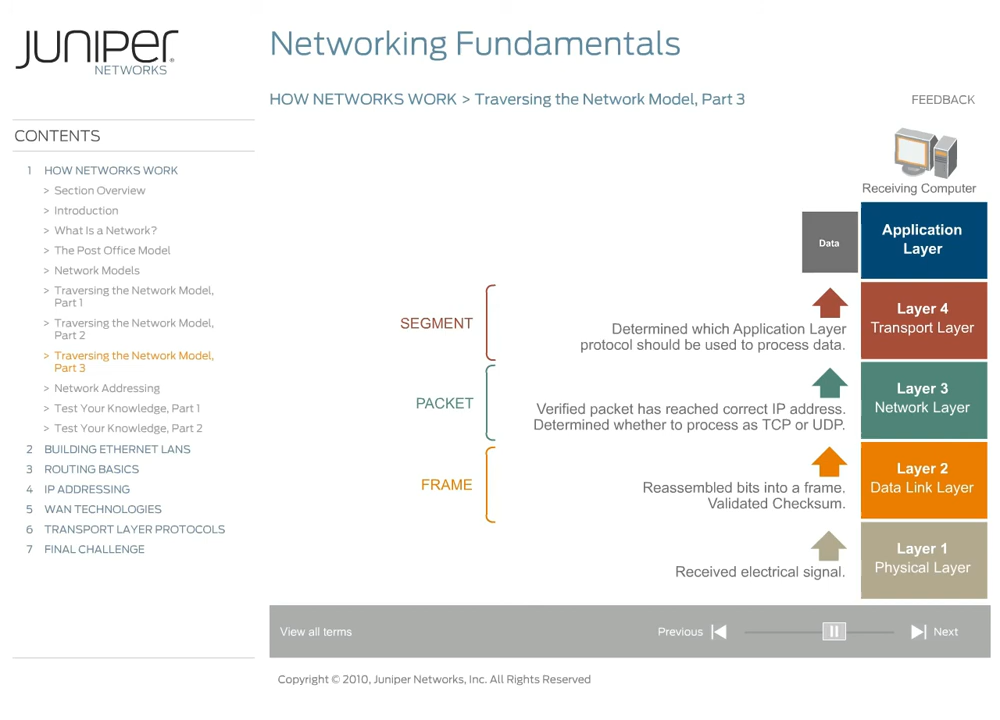 JUNIPER
NETWORKS
Networking Fundamentals
HOW NETWORKS WORK > Traversing the Network Model, Part 3
FEEDBACK
CONTENTS
1 HOW NETWORKS WORK
> Section Overview
> Introduction
> What Is a Network?
> The Post Office Model
> Network Models
> Traversing the Network Model,
Part 1
> Traversing the Network Model,
Part 2
> Traversing the Network Model,
Part 3
> Network Addressing
> Test Your Knowledge, Part 1
> Test Your Knowledge, Part 2
2 BUILDING ETHERNET LANS
3 ROUTING BASICS
4 IP ADDRESSING
5 WAN TECHNOLOGIES
6 TRANSPORT LAYER PROTOCOLS
7 FINAL CHALLENGE
Receiving Computer
Data
Application
Layer
SEGMENT
Determined which Application Layer
protocol should be used to process data.
Layer 4
Transport Layer
PACKET
Verified packet has reached correct IP address.
Determined whether to process as TCP or UDP.
Layer 3
Network Layer
FRAME
Reassembled bits into a frame.
Validated Checksum.
Layer 2
Data Link Layer
Received electrical signal.
Layer 1
Physical Layer
View all terms
Previous
Next
Copyright © 2010, Juniper Networks, Inc. All Rights Reserved